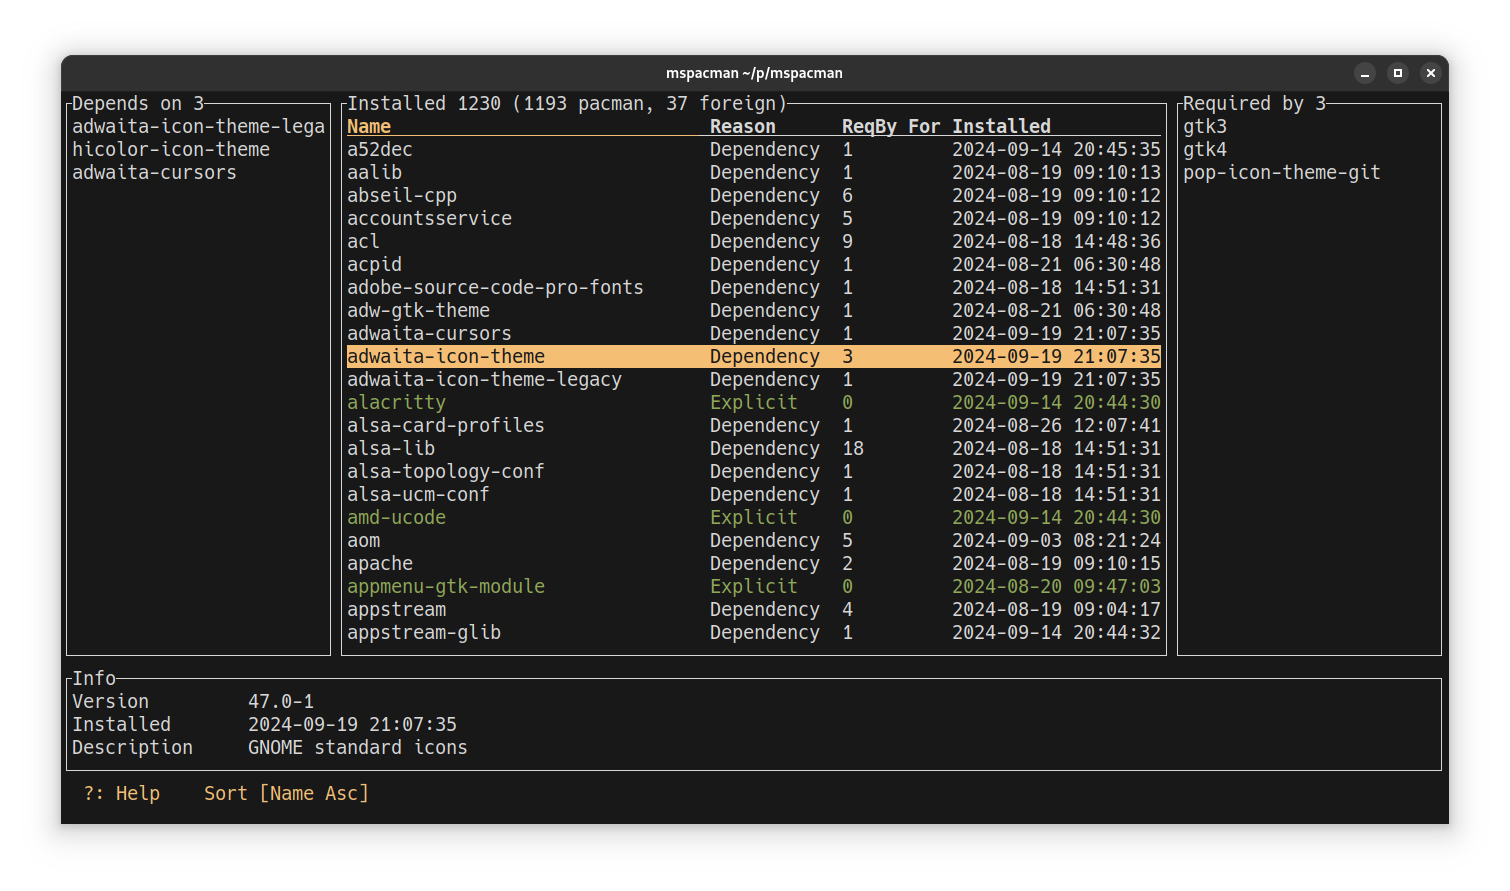 mspacman ~/p/mspacman
Depends on 3
adwaita-icon-theme-lega
hicolor-icon-theme
adwaita-cursors
Installed 1230 (1193 pacman, 37 foreign)
Name Reason ReqBy For Installed
a52dec Dependency 1 2024-09-14 20:45:35
aalib Dependency 1 2024-08-19 09:10:13
abseil-cpp Dependency 6 2024-08-19 09:10:12
accountsservice Dependency 5 2024-08-19 09:10:12
acl Dependency 9 2024-08-18 14:48:36
acpid Dependency 1 2024-08-21 06:30:48
adobe-source-code-pro-fonts Dependency 1 2024-08-18 14:51:31
adw-gtk-theme Dependency 1 2024-08-21 06:30:48
adwaita-cursors Dependency 1 2024-09-19 21:07:35
adwaita-icon-theme Dependency 3 2024-09-19 21:07:35
adwaita-icon-theme-legacy Dependency 1 2024-09-19 21:07:35
alacritty Explicit 0 2024-09-14 20:44:30
alsa-card-profiles Dependency 1 2024-08-26 12:07:41
alsa-lib Dependency 18 2024-08-18 14:51:31
alsa-topology-conf Dependency 1 2024-08-18 14:51:31
alsa-ucm-conf Dependency 1 2024-08-18 14:51:31
amd-ucode Explicit 0 2024-09-14 20:44:30
aom Dependency 5 2024-09-03 08:21:24
apache Dependency 2 2024-08-19 09:10:15
appmenu-gtk-module Explicit 0 2024-08-20 09:47:03
appstream Dependency 4 2024-08-19 09:04:17
appstream-glib Dependency 1 2024-09-14 20:44:32
Required by 3
gtk3
gtk4
pop-icon-theme-git
Info
Version 47.0-1
Installed 2024-09-19 21:07:35
Description GNOME standard icons
?: Help Sort [Name Asc]